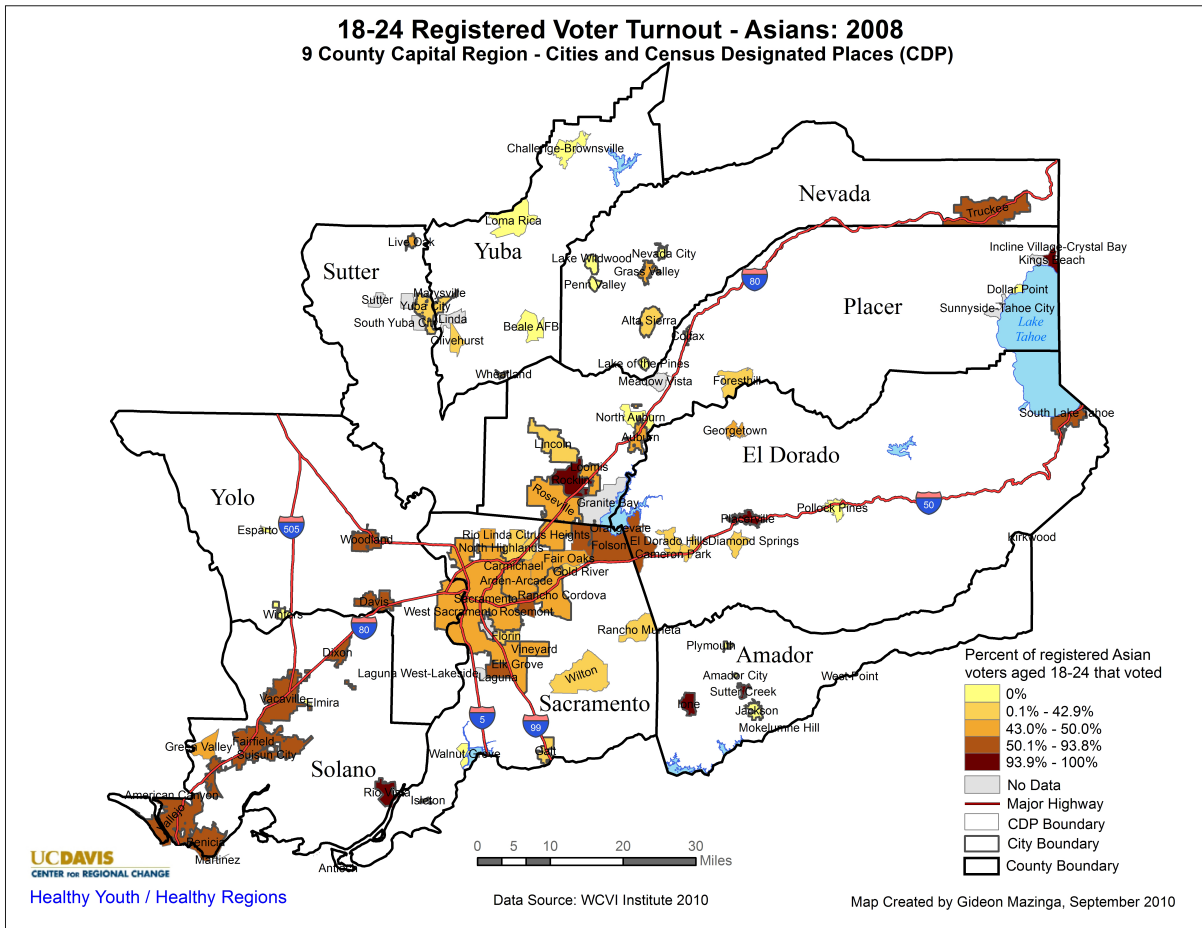 18-24 Registered Voter Turnout - Asians: 2008
9 County Capital Region - Cities and Census Designated Places (CDP)
Challenge-Brownsville
Nevada
Truckee
Loma Rica
Live Oak
Yuba
Nevada City
Lake Wildwood
Grass Valley
Penn Valley
Incline Village-Crystal Bay
Kings Beach
Sutter
80
Dollar Point
Marysville
Sutter
Yuba City
Placer
Sunnyside-Tahoe City
South Yuba City
Linda
Beale AFB
Alta Sierra
Lake
Tahoe
Olivehurst
Colfax
Lake of the Pines
Wheatland
Meadow Vista
Foresthill
North Auburn
South Lake Tahoe
Auburn
Georgetown
Lincoln
El Dorado
Loomis
Rocklin
Yolo
Roseville
Granite Bay
Pollock Pines
50
Placerville
Esparto
505
Orangevale
Woodland
Rio Linda
Citrus Heights
Kirkwood
El Dorado Hills
Diamond Springs
North Highlands
Folsom
Cameron Park
Fair Oaks
Carmichael
Gold River
Arden-Arcade
Rancho Cordova
Davis
Sacramento
Winters
West Sacramento
Rosemont
80
Rancho Murieta
Florin
Plymouth
Vineyard
Dixon
Amador
Elk Grove
Laguna West-Lakeside
Laguna
Wilton
Amador City
West Point
Sutter Creek
Vacaville
Elmira
Sacramento
Ione
Jackson
5
99
Mokelumne Hill
Green Valley
Fairfield
Suisun City
Walnut Grove
Galt
Solano
American Canyon
Rio Vista
Isleton
Vallejo
Benicia
Martinez
Antioch
Percent of registered Asian
voters aged 18-24 that voted
0%
0.1% - 42.9%
43.0% - 50.0%
50.1% - 93.8%
93.9% - 100%
No Data
Major Highway
CDP Boundary
City Boundary
County Boundary
0 5 10 20 30 Miles
UCDAVIS
CENTER FOR REGIONAL CHANGE
Healthy Youth / Healthy Regions
Data Source: WCVI Institute 2010
Map Created by Gideon Mazinga, September 2010